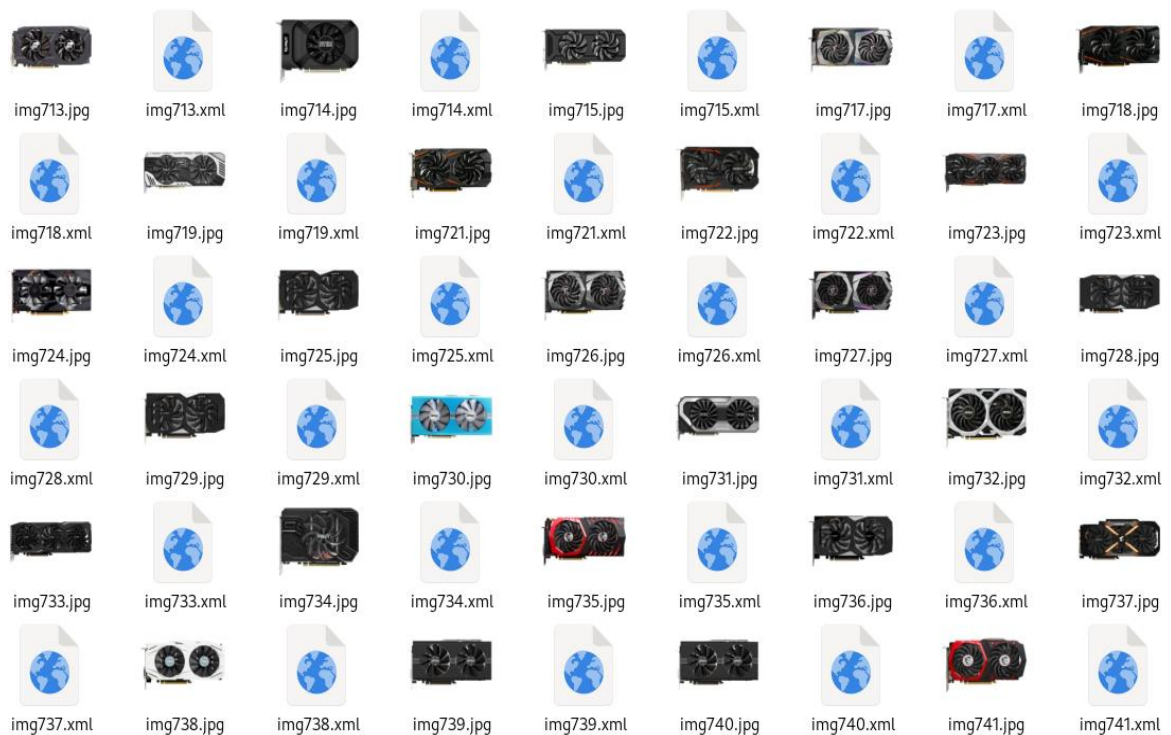 img713.jpg img713.xml img714.jpg img714.xml img715.jpg img715.xml img717.jpg img717.xml img718.jpg
img718.xml img719.jpg img719.xml img721.jpg img721.xml img722.jpg img722.xml img723.jpg img723.xml
img724.jpg img724.xml img725.jpg img725.xml img726.jpg img726.xml img727.jpg img727.xml img728.jpg
img728.xml img729.jpg img729.xml img730.jpg img730.xml img731.jpg img731.xml img732.jpg img732.xml
img733.jpg img733.xml img734.jpg img734.xml img735.jpg img735.xml img736.jpg img736.xml img737.jpg
img737.xml img738.jpg img738.xml img739.jpg img739.xml img740.jpg img740.xml img741.jpg img741.xml